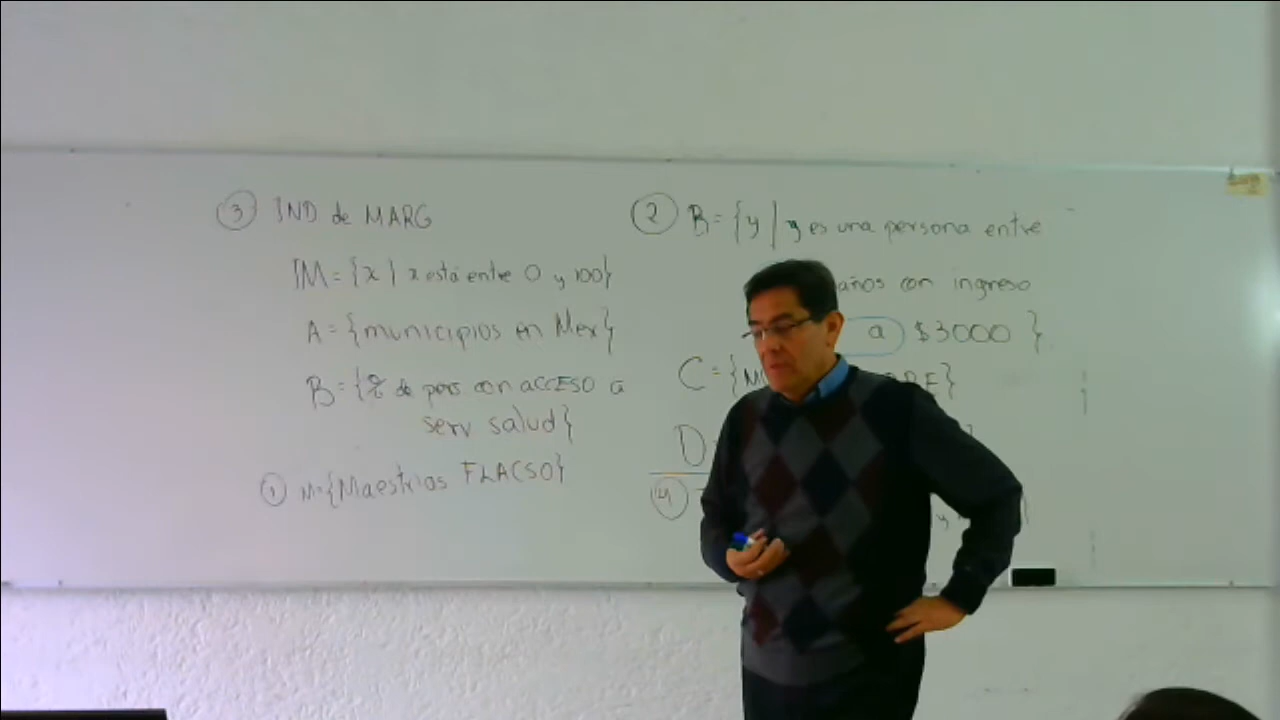 ③ IND de MARG
M = {x | x está entre 0 y 100}
A = {municipios en Mex}
B = {% de pers con ACCESO a
serv salud}
① M={Maestrias FLACSO}
② B = {y | y es una persona entre
años con ingreso
a $3000 }
C = {
D
④